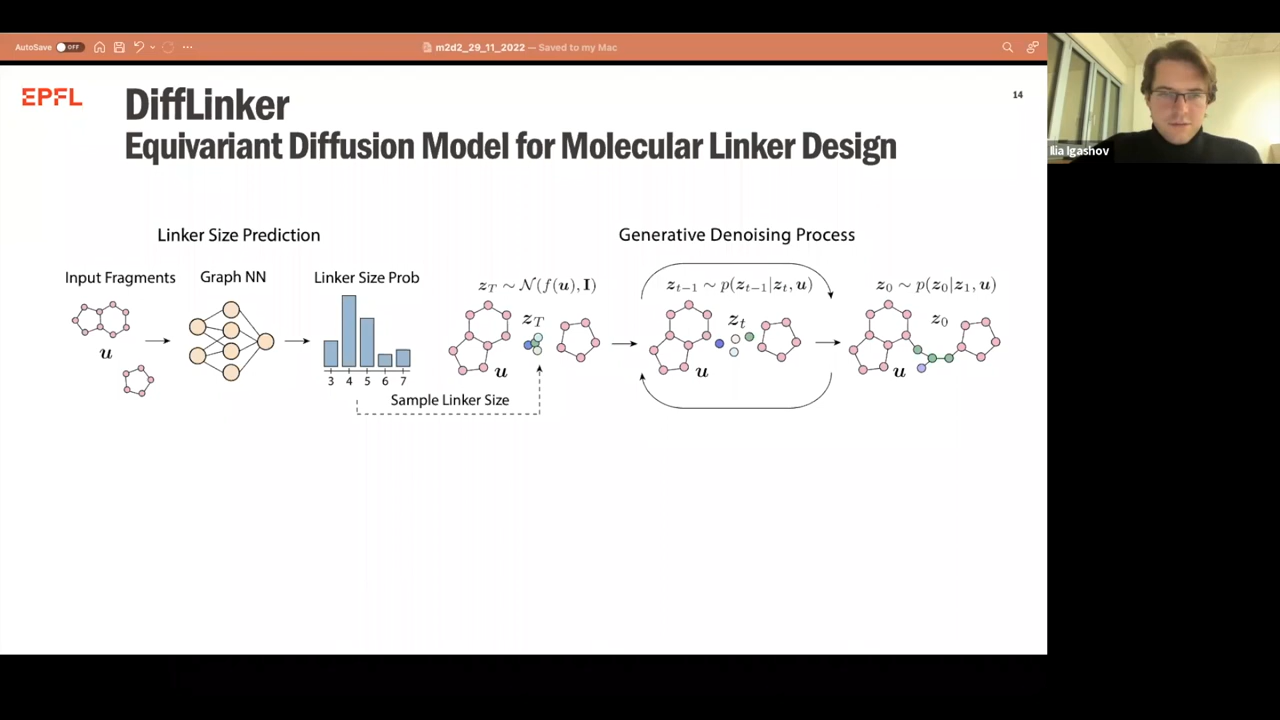 AutoSave OFF
m2d2_29_11_2022 — Saved to my Mac
EPFL
DiffLinker
14
Equivariant Diffusion Model for Molecular Linker Design
Ilia Igashov
Linker Size Prediction
Generative Denoising Process
Input Fragments
Graph NN
Linker Size Prob
z_T ∼ N(f(u), I)
z_{t−1} ∼ p(z_{t−1}|z_t, u)
z_0 ∼ p(z_0|z_1, u)
z_T
z_t
z_0
u
u
u
u
3 4 5 6 7
Sample Linker Size